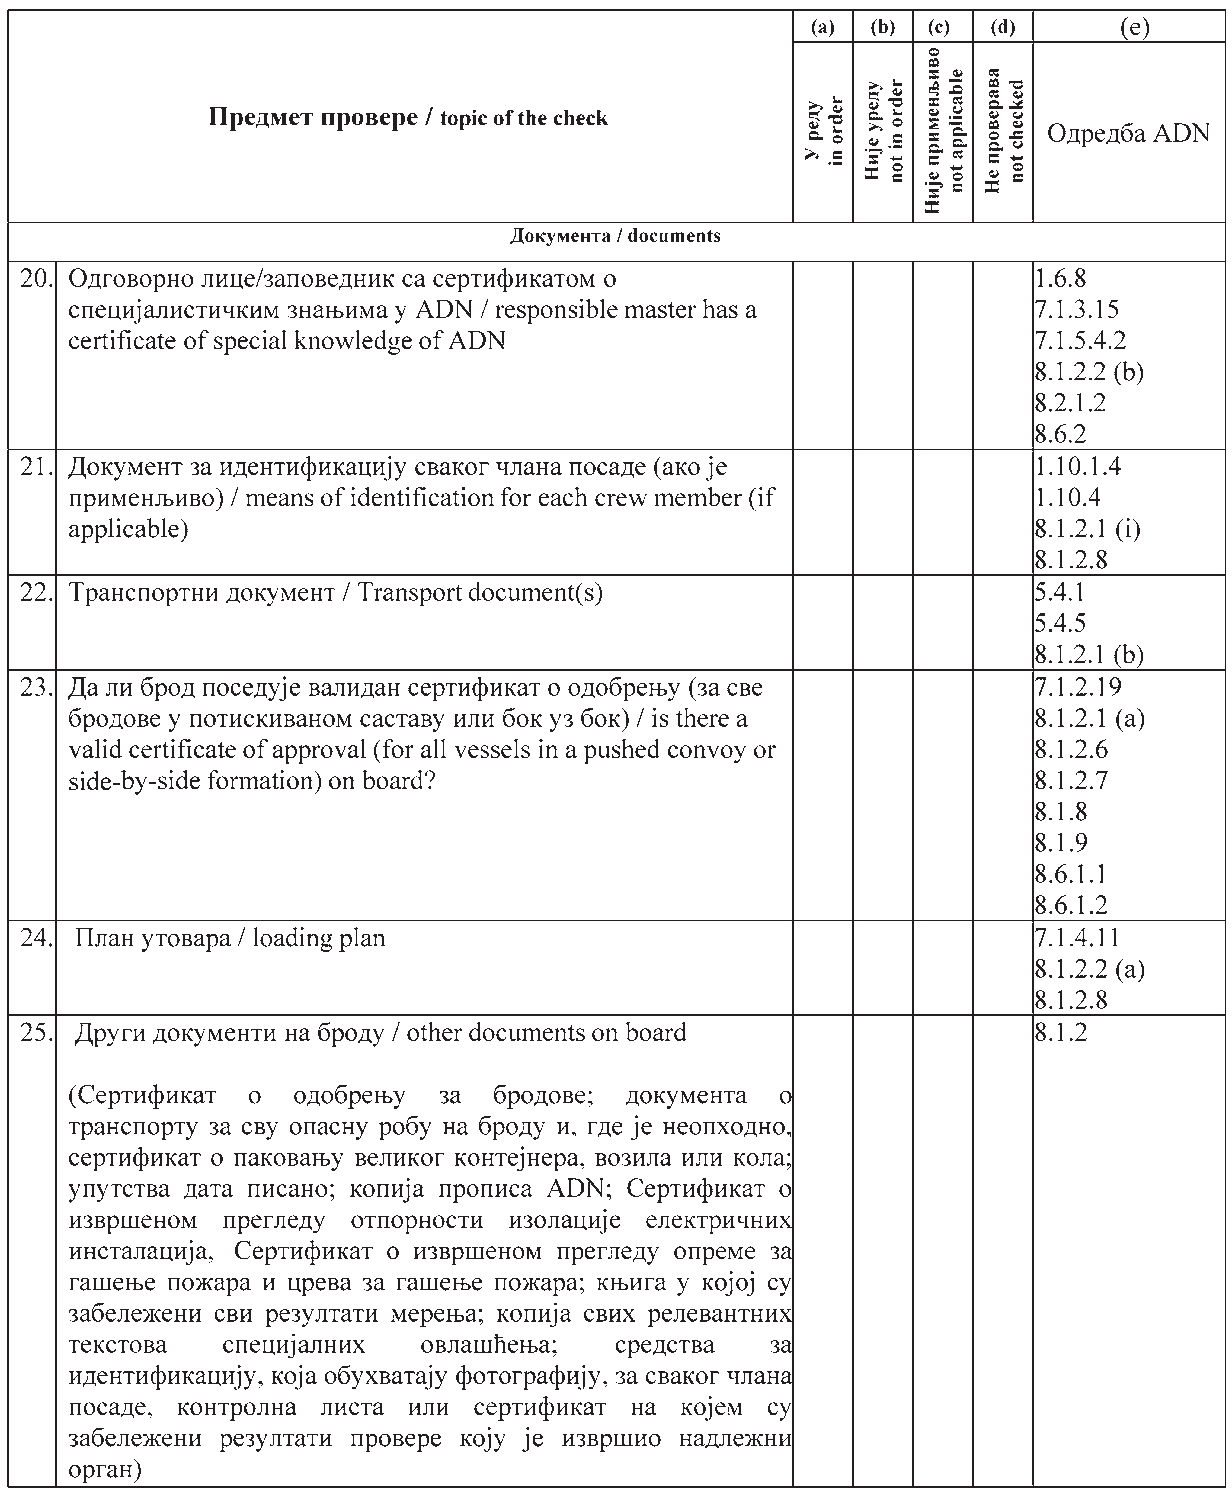 (a) (b) (c) (d) (e)
Предмет провере / topic of the check
У реду
in order
Није уреду
not in order
Није применљиво
not applicable
Не проверава
not checked
Одредба ADN
Документа / documents
20. Одговорно лице/заповедник са сертификатом о
специјалистичким знањима у ADN / responsible master has a
certificate of special knowledge of ADN
1.6.8
7.1.3.15
7.1.5.4.2
8.1.2.2 (b)
8.2.1.2
8.6.2
21. Документ за идентификацију сваког члана посаде (ако је
применљиво) / means of identification for each crew member (if
applicable)
1.10.1.4
1.10.4
8.1.2.1 (i)
8.1.2.8
22. Транспортни документ / Transport document(s)
5.4.1
5.4.5
8.1.2.1 (b)
23. Да ли брод поседује валидан сертификат о одобрењу (за све
бродове у потискиваном саставу или бок уз бок) / is there a
valid certificate of approval (for all vessels in a pushed convoy or
side-by-side formation) on board?
7.1.2.19
8.1.2.1 (a)
8.1.2.6
8.1.2.7
8.1.8
8.1.9
8.6.1.1
8.6.1.2
24. План утовара / loading plan
7.1.4.11
8.1.2.2 (a)
8.1.2.8
25. Други документи на броду / other documents on board
8.1.2
(Сертификат о одобрењу за бродове; документа о
транспорту за сву опасну робу на броду и, где је неопходно,
сертификат о паковању великог контејнера, возила или кола;
упутства дата писано; копија прописа ADN; Сертификат о
извршеном прегледу отпорности изолације електричних
инсталација, Сертификат о извршеном прегледу опреме за
гашење пожара и црева за гашење пожара; књига у којој су
забележени сви резултати мерења; копија свих релевантних
текстова специјалних овлашћења; средства за
идентификацију, која обухватају фотографију, за сваког члана
посаде, контролна листа или сертификат на којем су
забележени резултати провере коју је извршио надлежни
орган)